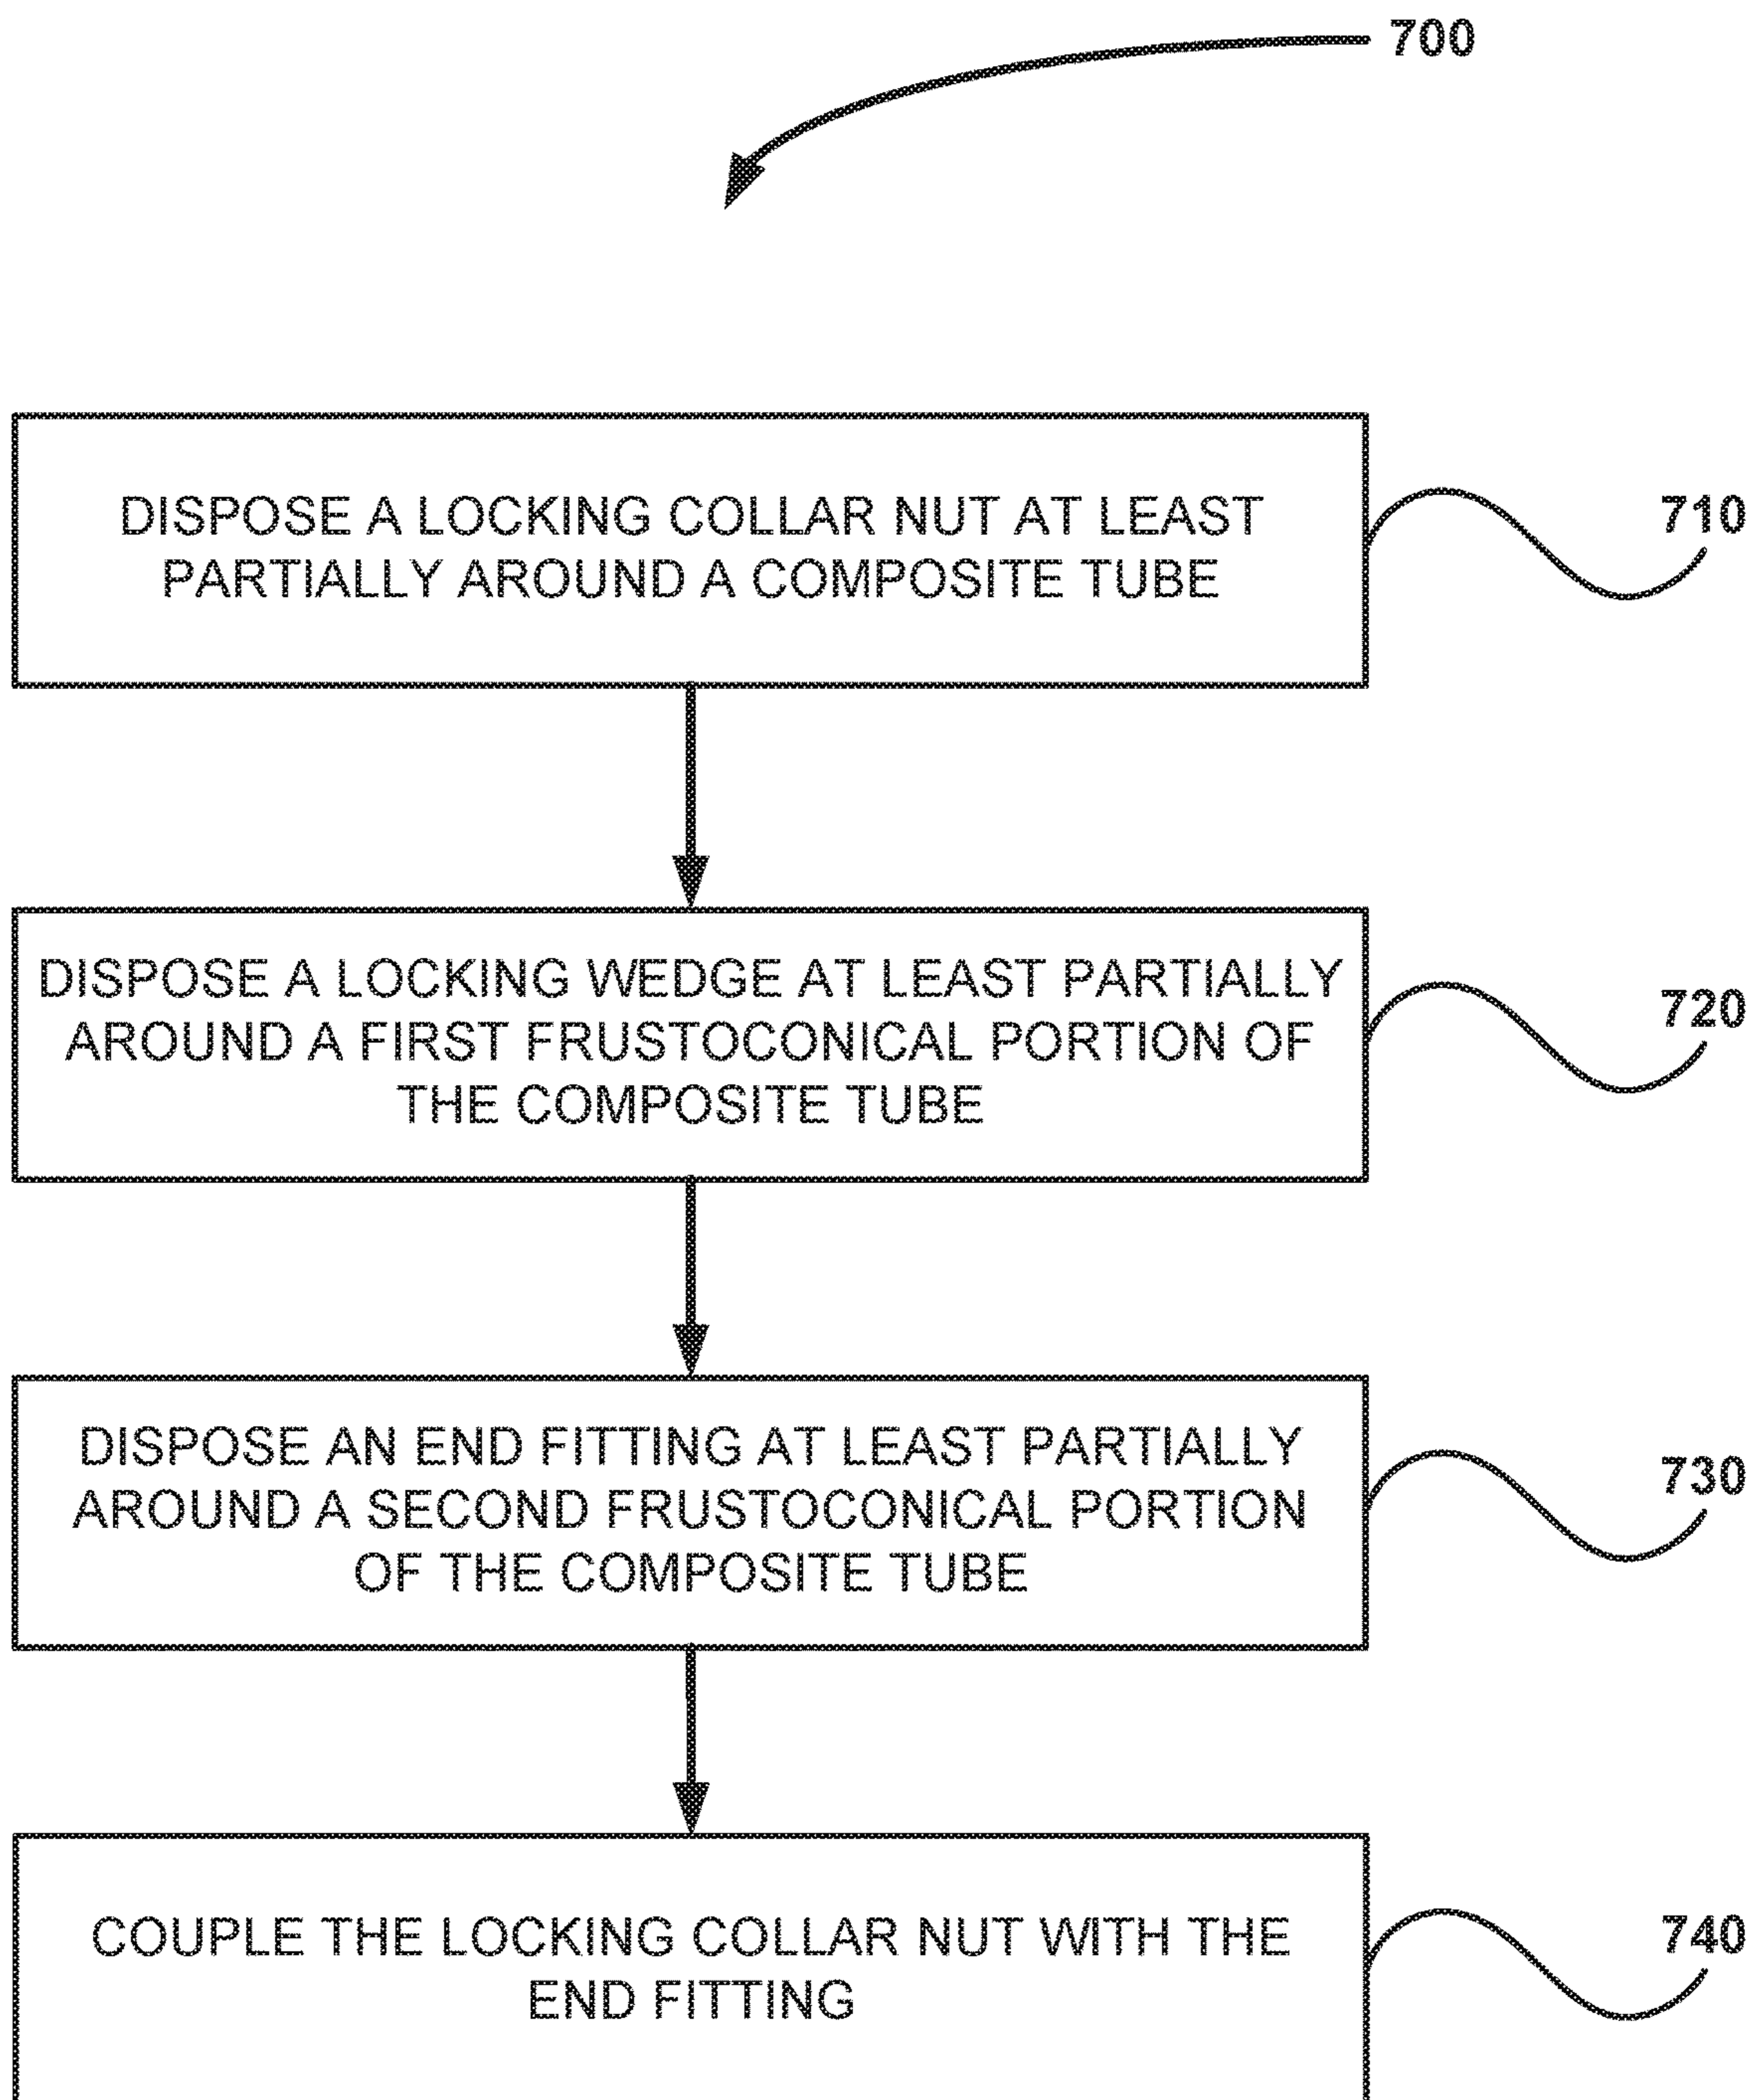 700
DISPOSE A LOCKING COLLAR NUT AT LEAST
PARTIALLY AROUND A COMPOSITE TUBE
710
DISPOSE A LOCKING WEDGE AT LEAST PARTIALLY
AROUND A FIRST FRUSTOCONICAL PORTION OF
THE COMPOSITE TUBE
720
DISPOSE AN END FITTING AT LEAST PARTIALLY
AROUND A SECOND FRUSTOCONICAL PORTION
OF THE COMPOSITE TUBE
730
COUPLE THE LOCKING COLLAR NUT WITH THE
END FITTING
740